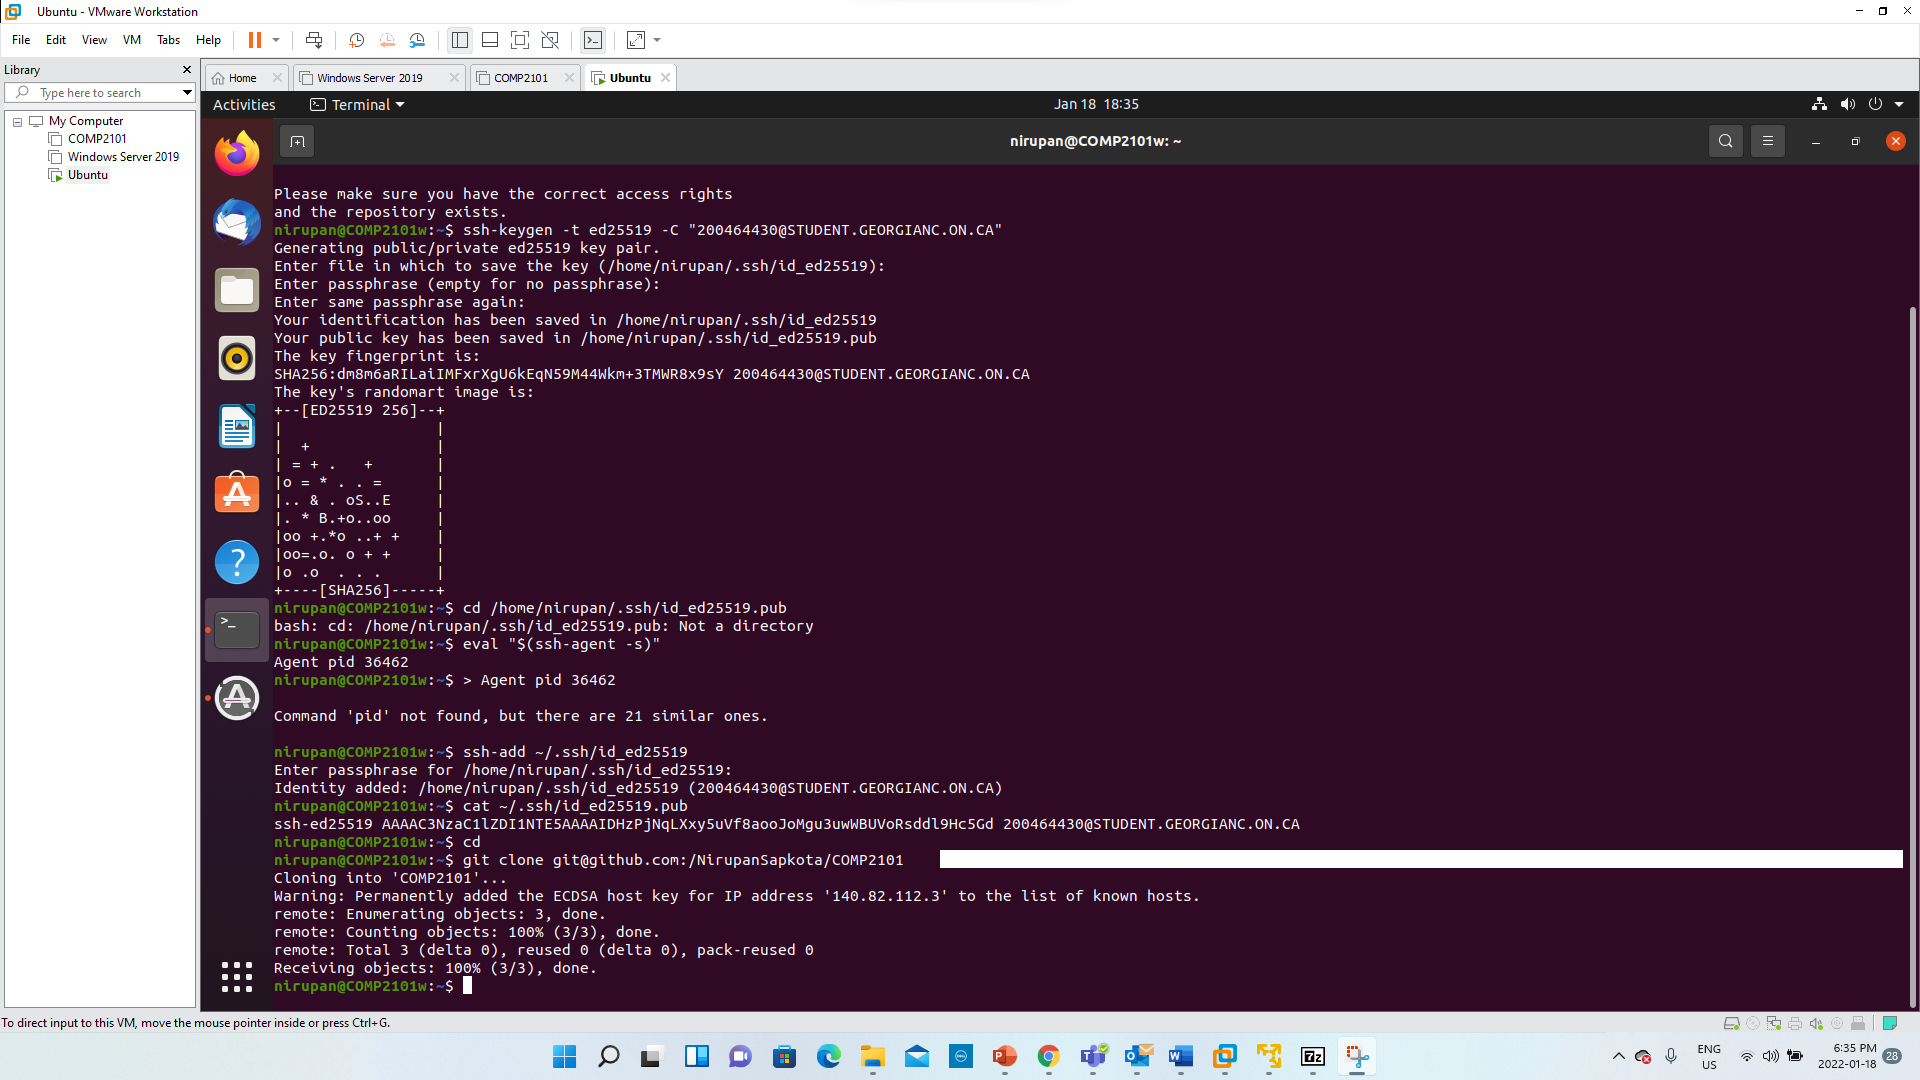 Ubuntu - VMware Workstation
File Edit View VM Tabs Help
Library
Type here to search
My Computer
COMP2101
Windows Server 2019
Ubuntu
Home
Windows Server 2019
COMP2101
Ubuntu
Activities
Terminal
Jan 18 18:35
nirupan@COMP2101w: ~
Please make sure you have the correct access rights
and the repository exists.
nirupan@COMP2101w:~$ ssh-keygen -t ed25519 -C "200464430@STUDENT.GEORGIANC.ON.CA"
Generating public/private ed25519 key pair.
Enter file in which to save the key (/home/nirupan/.ssh/id_ed25519):
Enter passphrase (empty for no passphrase):
Enter same passphrase again:
Your identification has been saved in /home/nirupan/.ssh/id_ed25519
Your public key has been saved in /home/nirupan/.ssh/id_ed25519.pub
The key fingerprint is:
SHA256:dm8m6aRILaiIMFxrXgU6kEqN59M44Wkm+3TMWR8x9sY 200464430@STUDENT.GEORGIANC.ON.CA
The key's randomart image is:
+--[ED25519 256]--+
|                 |
|  +              |
| = + .   +       |
|o = * . . =      |
|.. & . oS..E     |
|. * B.+o..oo     |
|oo +.*o ..+ +    |
|oo=.o. o + +     |
|o .o  . . .      |
+----[SHA256]-----+
nirupan@COMP2101w:~$ cd /home/nirupan/.ssh/id_ed25519.pub
bash: cd: /home/nirupan/.ssh/id_ed25519.pub: Not a directory
nirupan@COMP2101w:~$ eval "$(ssh-agent -s)"
Agent pid 36462
nirupan@COMP2101w:~$ > Agent pid 36462
Command 'pid' not found, but there are 21 similar ones.
nirupan@COMP2101w:~$ ssh-add ~/.ssh/id_ed25519
Enter passphrase for /home/nirupan/.ssh/id_ed25519:
Identity added: /home/nirupan/.ssh/id_ed25519 (200464430@STUDENT.GEORGIANC.ON.CA)
nirupan@COMP2101w:~$ cat ~/.ssh/id_ed25519.pub
ssh-ed25519 AAAAC3NzaC1lZDI1NTE5AAAAIDHzPjNqLXxy5uVf8aooJoMgu3uwWBUVoRsddl9Hc5Gd 200464430@STUDENT.GEORGIANC.ON.CA
nirupan@COMP2101w:~$ cd
nirupan@COMP2101w:~$ git clone git@github.com:/NirupanSapkota/COMP2101
Cloning into 'COMP2101'...
Warning: Permanently added the ECDSA host key for IP address '140.82.112.3' to the list of known hosts.
remote: Enumerating objects: 3, done.
remote: Counting objects: 100% (3/3), done.
remote: Total 3 (delta 0), reused 0 (delta 0), pack-reused 0
Receiving objects: 100% (3/3), done.
nirupan@COMP2101w:~$
To direct input to this VM, move the mouse pointer inside or press Ctrl+G.
ENG
US
6:35 PM
2022-01-18
28